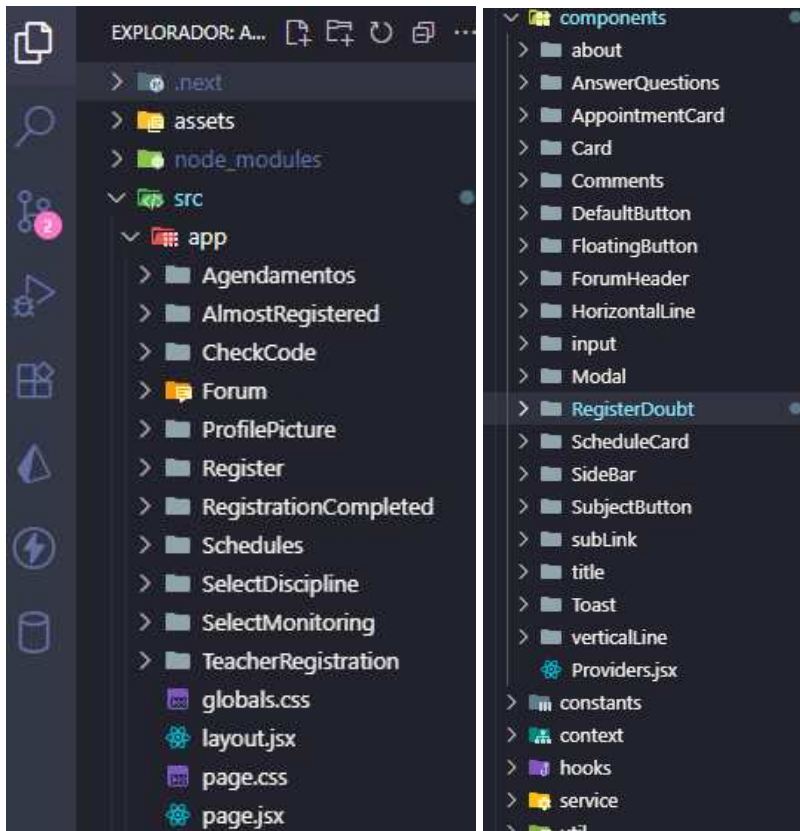 EXPLORADOR: A...
.next
assets
node_modules
src
app
Agendamentos
AlmostRegistered
CheckCode
Forum
ProfilePicture
Register
RegistrationCompleted
Schedules
SelectDiscipline
SelectMonitoring
TeacherRegistration
globals.css
layout.jsx
page.css
page.jsx
2
components
about
AnswerQuestions
AppointmentCard
Card
Comments
DefaultButton
FloatingButton
ForumHeader
HorizontalLine
input
Modal
RegisterDoubt
ScheduleCard
SideBar
SubjectButton
subLink
title
Toast
verticalLine
Providers.jsx
constants
context
hooks
service